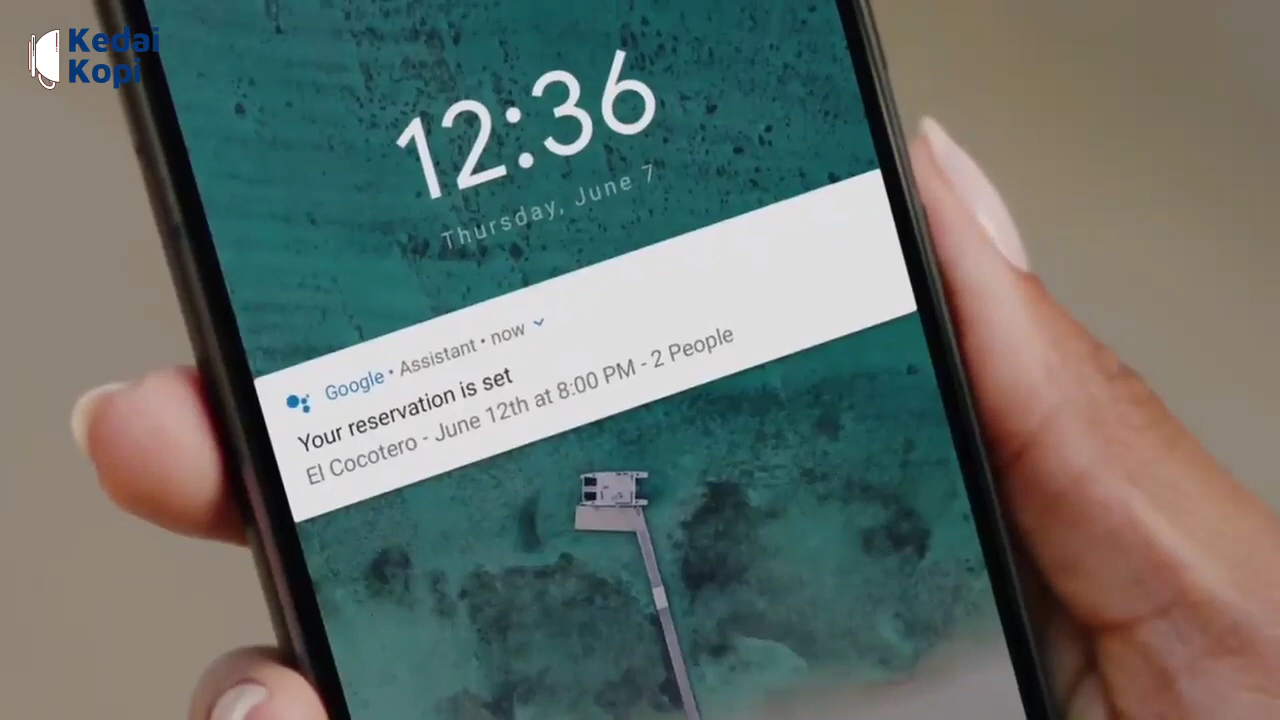 Kedai
Kopi
12:36
Thursday, June 7
Google • Assistant • now
Your reservation is set
El Cocotero - June 12th at 8:00 PM - 2 People